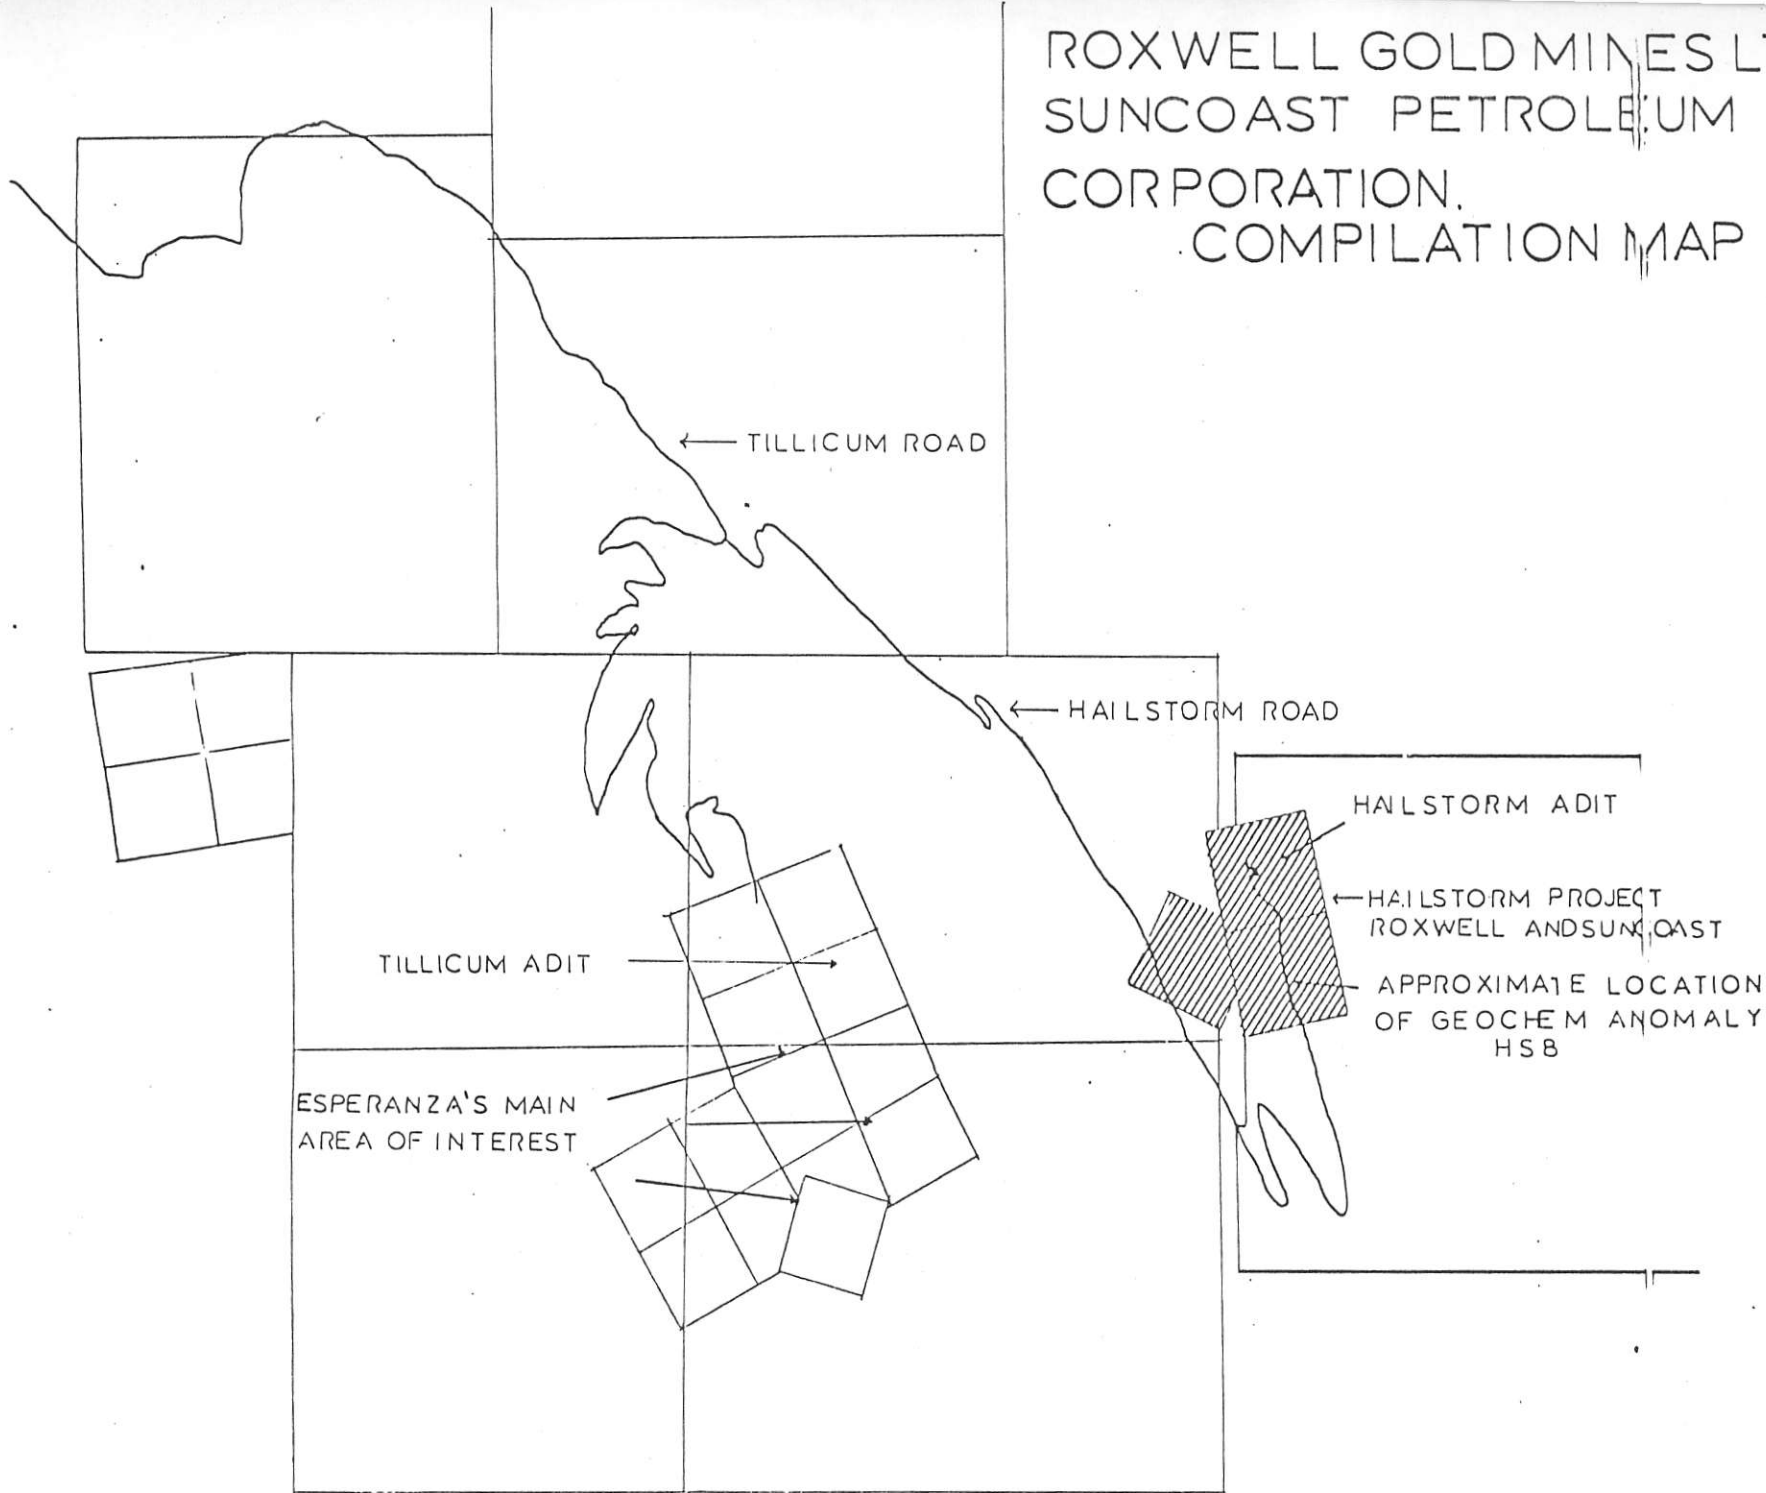 ROXWELL GOLD MINES L
SUNCOAST PETROLEUM
CORPORATION.
COMPILATION MAP
TILLICUM ROAD
HAILSTORM ROAD
HAILSTORM ADIT
HAILSTORM PROJECT
ROXWELL ANDSUNCOAST
TILLICUM ADIT
APPROXIMATE LOCATION
OF GEOCHEM ANOMALY
HSB
ESPERANZA'S MAIN
AREA OF INTEREST